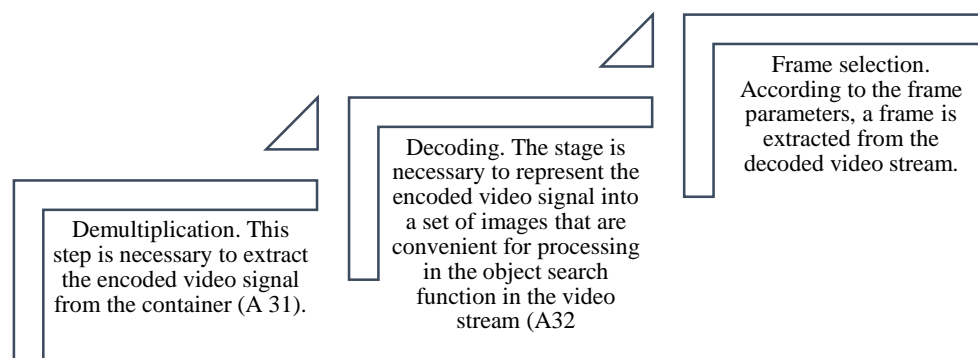 Demultiplication. This
step is necessary to extract
the encoded video signal
from the container (A 31).
Decoding. The stage is
necessary to represent the
encoded video signal into
a set of images that are
convenient for processing
in the object search
function in the video
stream (A32
Frame selection.
According to the frame
parameters, a frame is
extracted from the
decoded video stream.